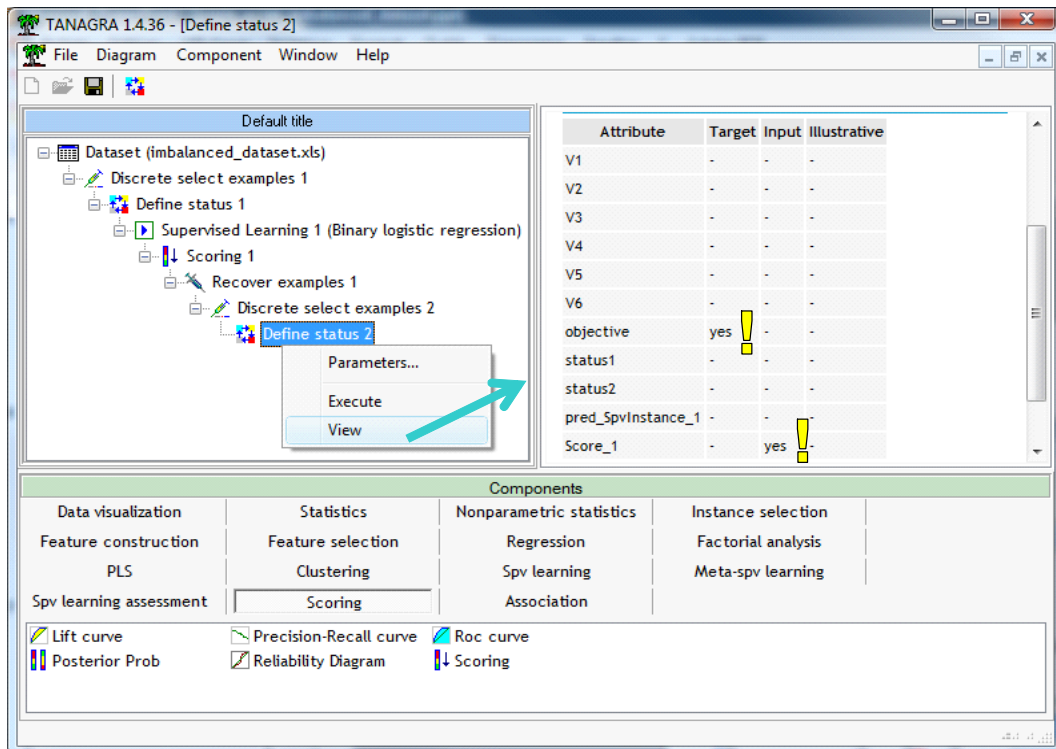 TANAGRA 1.4.36 - [Define status 2]
File Diagram Component Window Help
Default title
Dataset (imbalanced_dataset.xls)
Discrete select examples 1
Define status 1
Supervised Learning 1 (Binary logistic regression)
Scoring 1
Recover examples 1
Discrete select examples 2
Define status 2
Parameters...
Execute
View
Attribute Target Input Illustrative
V1 - - -
V2 - - -
V3 - - -
V4 - - -
V5 - - -
V6 - - -
objective yes - -
status1 - - -
status2 - - -
pred_SpvInstance_1 - - -
Score_1 - yes -
Components
Data visualization Statistics Nonparametric statistics Instance selection
Feature construction Feature selection Regression Factorial analysis
PLS Clustering Spv learning Meta-spv learning
Spv learning assessment Scoring Association
Lift curve Precision-Recall curve Roc curve
Posterior Prob Reliability Diagram Scoring